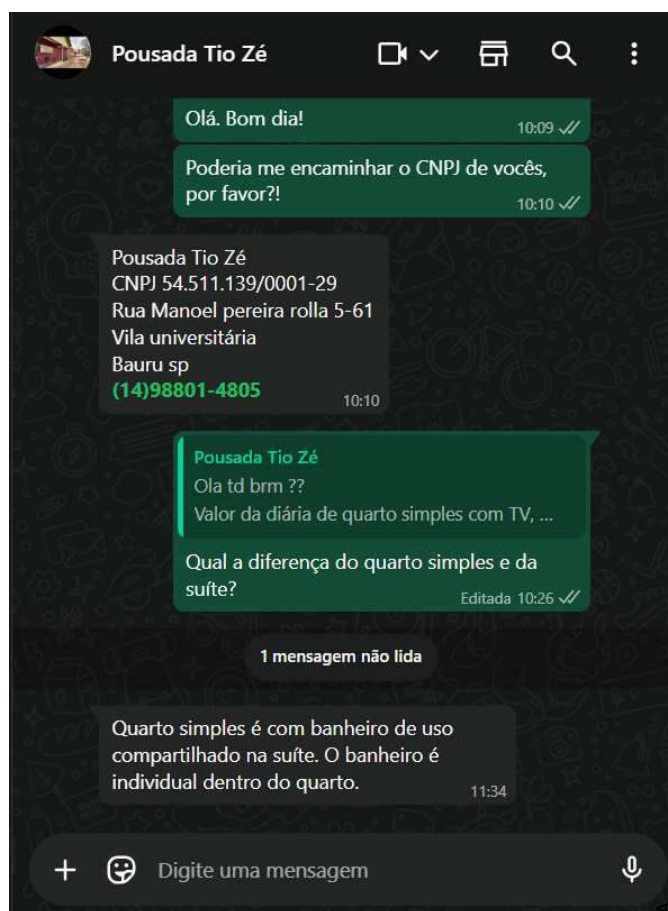 Pousada Tio Zé
Olá. Bom dia!
10:09
Poderia me encaminhar o CNPJ de vocês,
por favor?!
10:10
Pousada Tio Zé
CNPJ 54.511.139/0001-29
Rua Manoel pereira rolla 5-61
Vila universitária
Bauru sp
(14)98801-4805
10:10
Pousada Tio Zé
Ola td brm ??
Valor da diária de quarto simples com TV, ...
Qual a diferença do quarto simples e da
suíte?
Editada 10:26
1 mensagem não lida
Quarto simples é com banheiro de uso
compartilhado na suíte. O banheiro é
individual dentro do quarto.
11:34
Digite uma mensagem